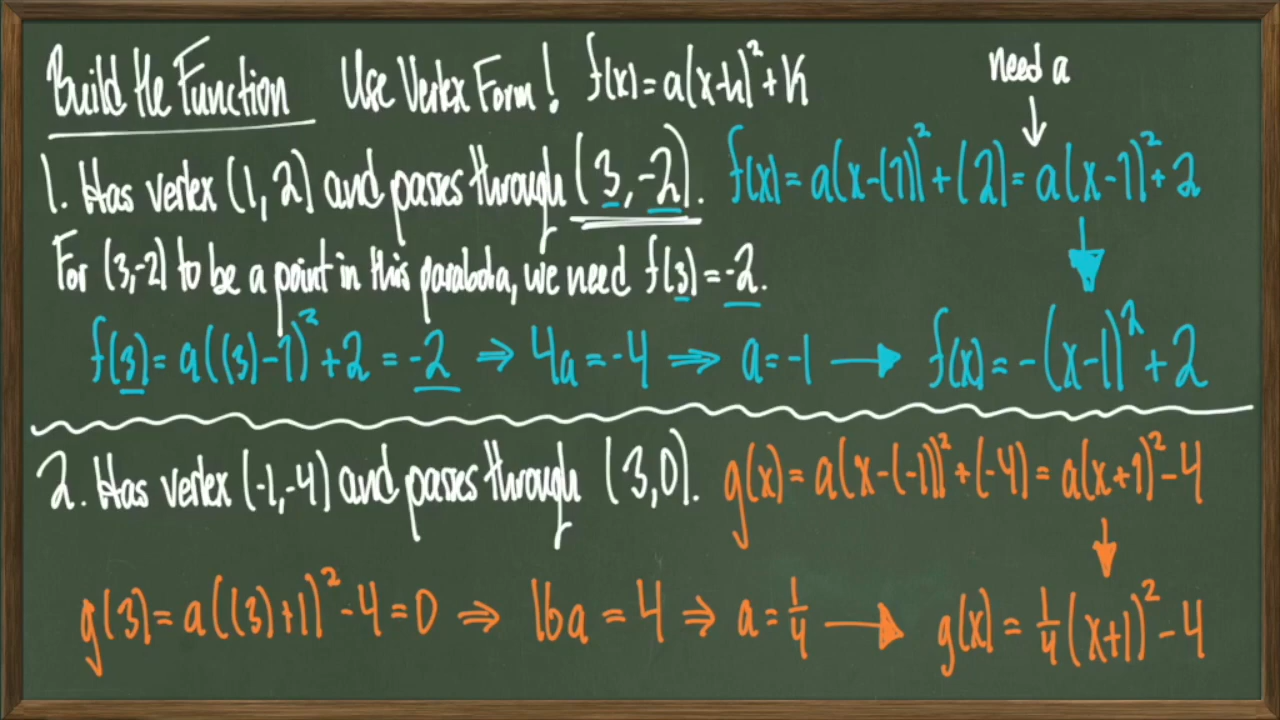 Build the Function Use Vertex Form! f(x)=a(x-h)²+k
need a
1. Has vertex (1,2) and passes through (3,-2). f(x)=a(x-(1))²+(2)=a(x-1)²+2
For (3,-2) to be a point in this parabola, we need f(3)=-2.
f(3)=a((3)-1)²+2=-2 ⇒ 4a=-4 ⇒ a=-1 → f(x)=-(x-1)²+2
2. Has vertex (-1,-4) and passes through (3,0). g(x)=a(x-(-1))²+(-4)=a(x+1)²-4
g(3)=a((3)+1)²-4=0 ⇒ 16a=4 ⇒ a=1/4 → g(x)=1/4(x+1)²-4